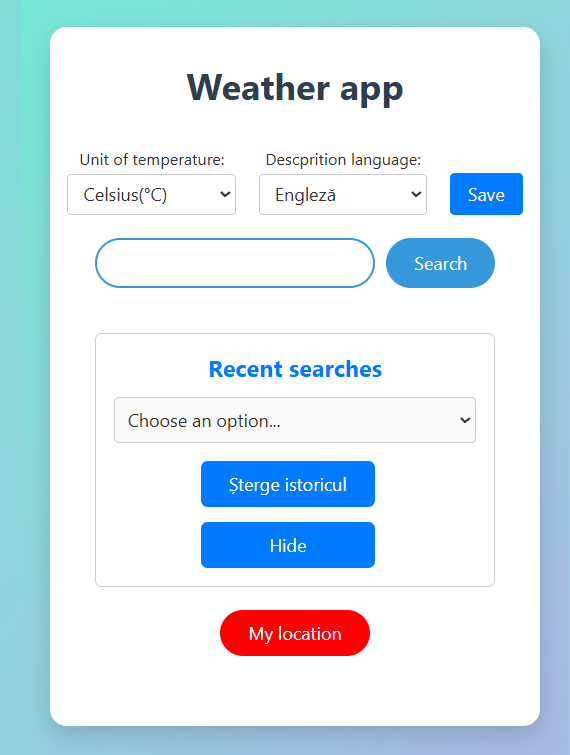 Weather app
Unit of temperature: Descprition language:
Celsius(°C) Engleză Save
Search
Recent searches
Choose an option...
Șterge istoricul
Hide
My location